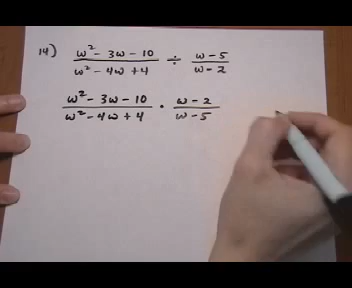 14) (w² - 3w - 10)/(w² - 4w + 4) ÷ (w - 5)/(w - 2)
(w² - 3w - 10)/(w² - 4w + 4) · (w - 2)/(w - 5)